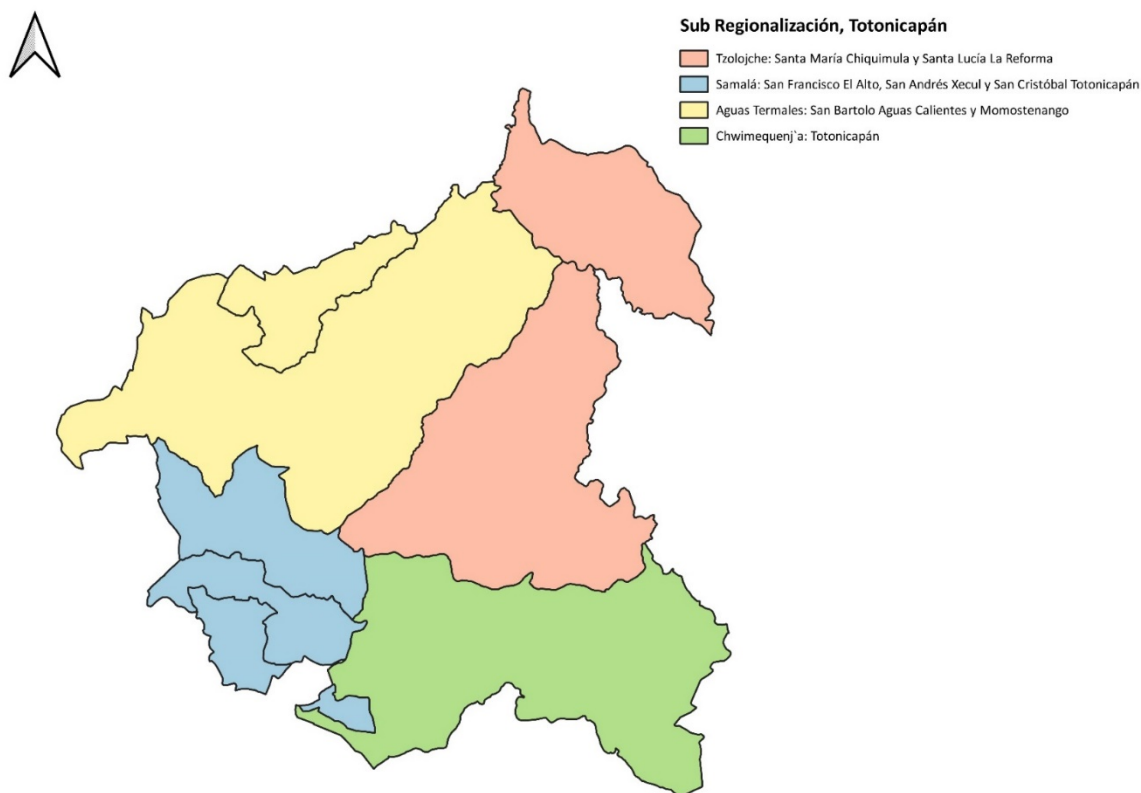 Sub Regionalización, Totonicapán
Tzolojche: Santa María Chiquimula y Santa Lucía La Reforma
Samalá: San Francisco El Alto, San Andrés Xecul y San Cristóbal Totonicapán
Aguas Termales: San Bartolo Aguas Calientes y Momostenango
Chwimequenj`a: Totonicapán